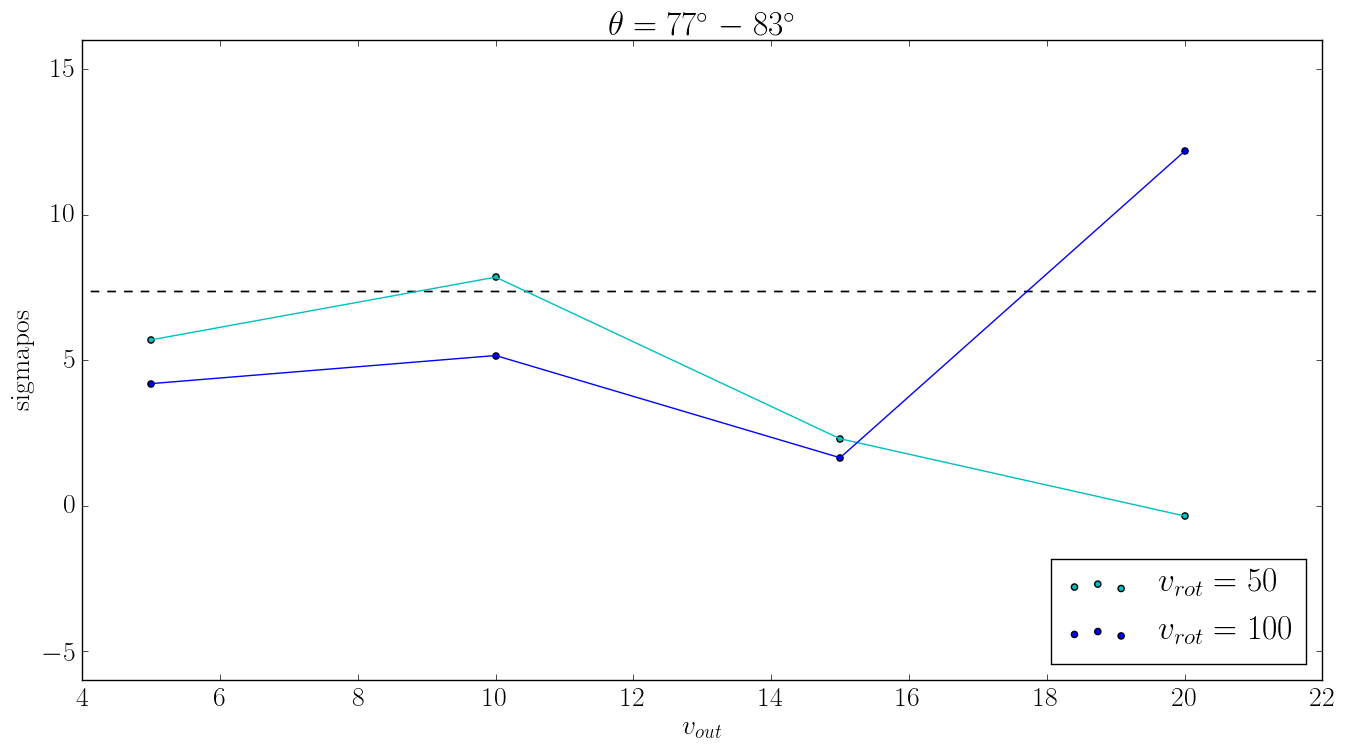 θ = 77° − 83°
15
10
5
0
−5
sigmapos
4 6 8 10 12 14 16 18 20 22
v_out
v_rot = 50
v_rot = 100